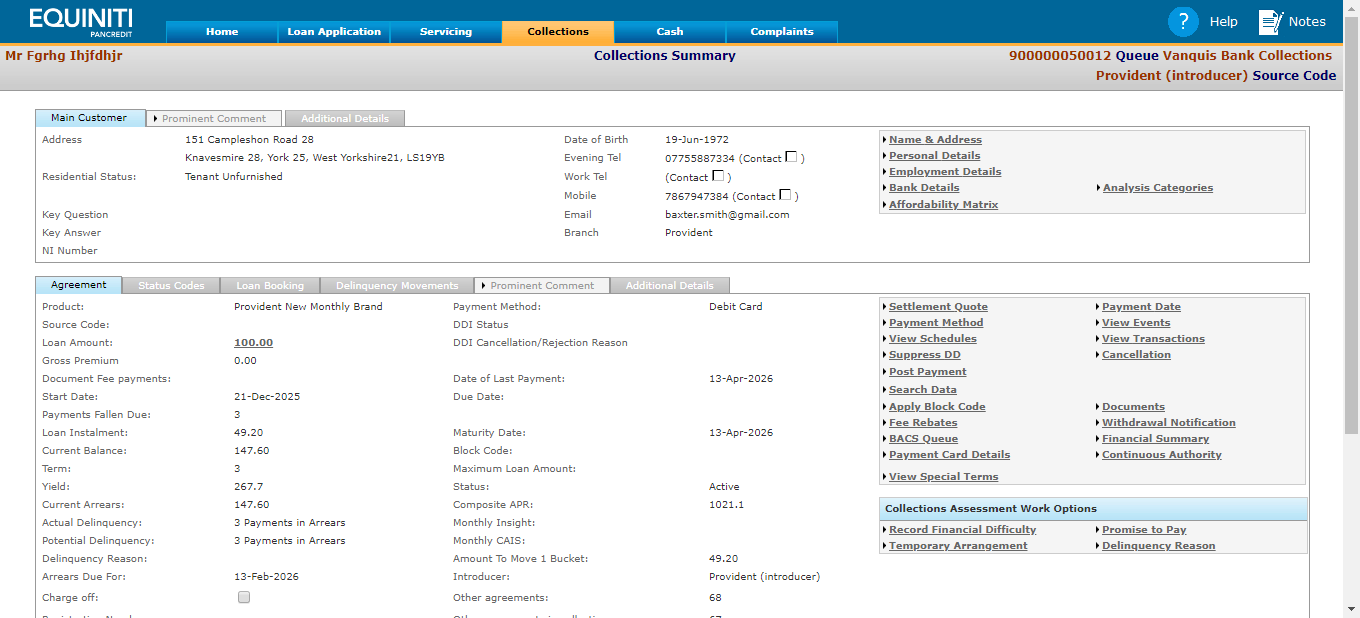 EQUINITI
PANCREDIT
Home Loan Application Servicing Collections Cash Complaints
? Help Notes
Mr Fgrhg Ihjfdhjr Collections Summary 900000050012 Queue Vanquis Bank Collections
Provident (introducer) Source Code
Main Customer Prominent Comment Additional Details
Address 151 Campleshon Road 28 Date of Birth 19-Jun-1972 Name & Address
Knavesmire 28, York 25, West Yorkshire21, LS19YB Evening Tel 07755887334 (Contact ) Personal Details
Residential Status: Tenant Unfurnished Work Tel (Contact ) Employment Details
Mobile 7867947384 (Contact ) Bank Details Analysis Categories
Key Question Email baxter.smith@gmail.com Affordability Matrix
Key Answer Branch Provident
NI Number
Agreement Status Codes Loan Booking Delinquency Movements Prominent Comment Additional Details
Product: Provident New Monthly Brand Payment Method: Debit Card Settlement Quote Payment Date
Source Code: DDI Status Payment Method View Events
Loan Amount: 100.00 DDI Cancellation/Rejection Reason View Schedules View Transactions
Gross Premium 0.00 Suppress DD Cancellation
Document Fee payments: Date of Last Payment: 13-Apr-2026 Post Payment
Start Date: 21-Dec-2025 Due Date: Search Data
Payments Fallen Due: 3 Apply Block Code Documents
Loan Instalment: 49.20 Maturity Date: 13-Apr-2026 Fee Rebates Withdrawal Notification
Current Balance: 147.60 Block Code: BACS Queue Financial Summary
Term: 3 Maximum Loan Amount: Payment Card Details Continuous Authority
Yield: 267.7 Status: Active View Special Terms
Current Arrears: 147.60 Composite APR: 1021.1 Collections Assessment Work Options
Actual Delinquency: 3 Payments in Arrears Monthly Insight: Record Financial Difficulty Promise to Pay
Potential Delinquency: 3 Payments in Arrears Monthly CAIS: Temporary Arrangement Delinquency Reason
Delinquency Reason: Amount To Move 1 Bucket: 49.20
Arrears Due For: 13-Feb-2026 Introducer: Provident (introducer)
Charge off: Other agreements: 68